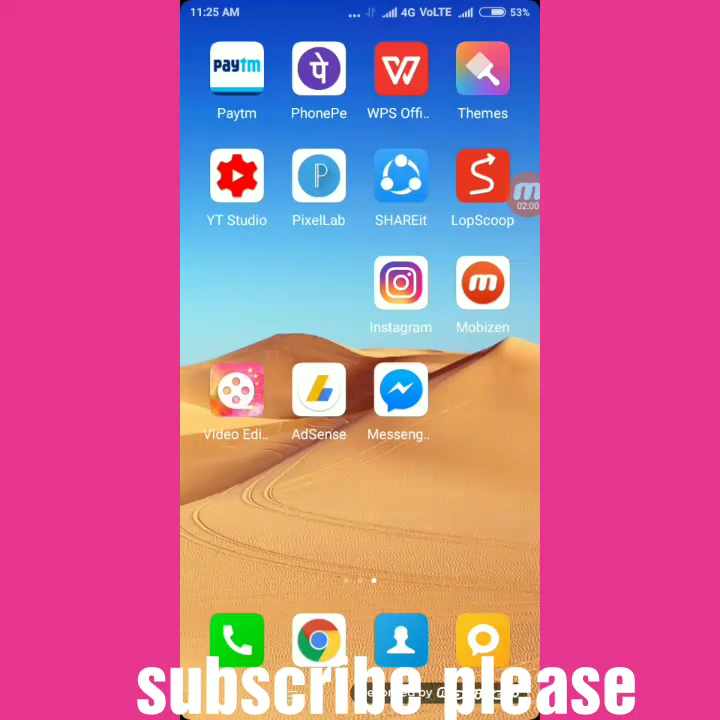 11:25 AM ... 4G VoLTE 53%
paytm पे
Paytm PhonePe WPS Offi.. Themes
P
YT Studio PixelLab SHAREit LopScoop
m
02:00
m
Instagram Mobizen
Video Edi.. AdSense Messeng..
subscribe please
by